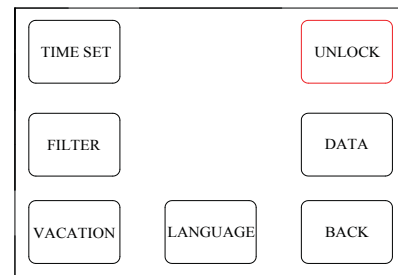 TIME SET
UNLOCK
FILTER
DATA
VACATION
LANGUAGE
BACK